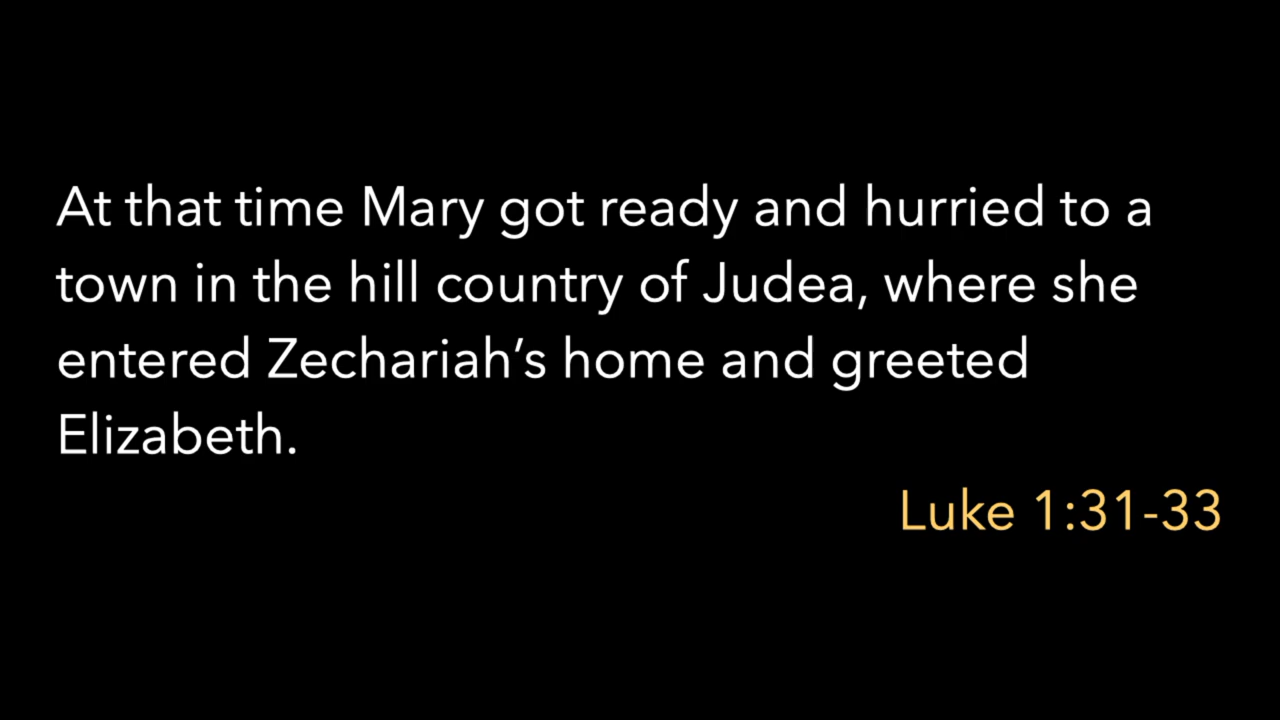 At that time Mary got ready and hurried to a
town in the hill country of Judea, where she
entered Zechariah’s home and greeted
Elizabeth.
Luke 1:31-33